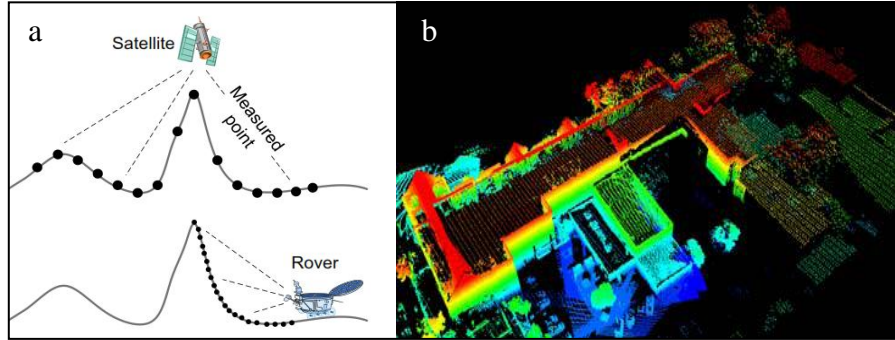 a
Satellite
Measured
point
Rover
b